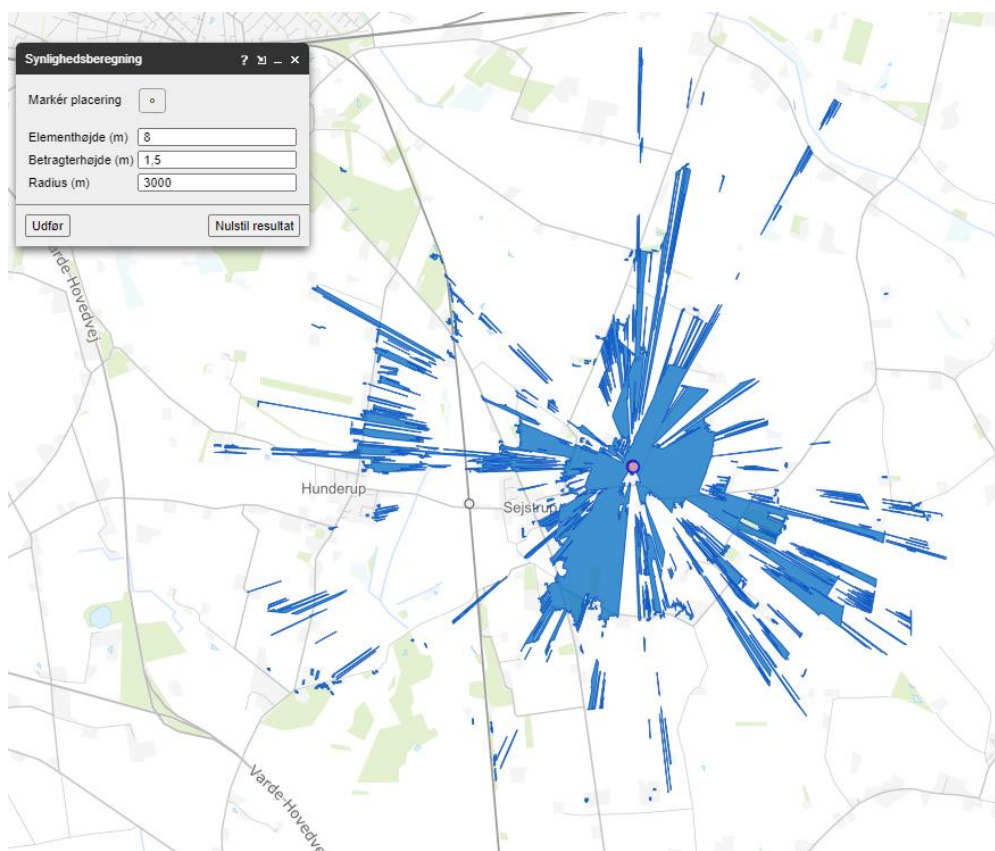 Synlighedsberegning ? _ ×
Markér placering
Elementhøjde (m) 8
Betragterhøjde (m) 1,5
Radius (m) 3000
Udfør Nulstil resultat
Varde-Hovedvej
Hunderup
Sejstrup
Varde-Hovedvej